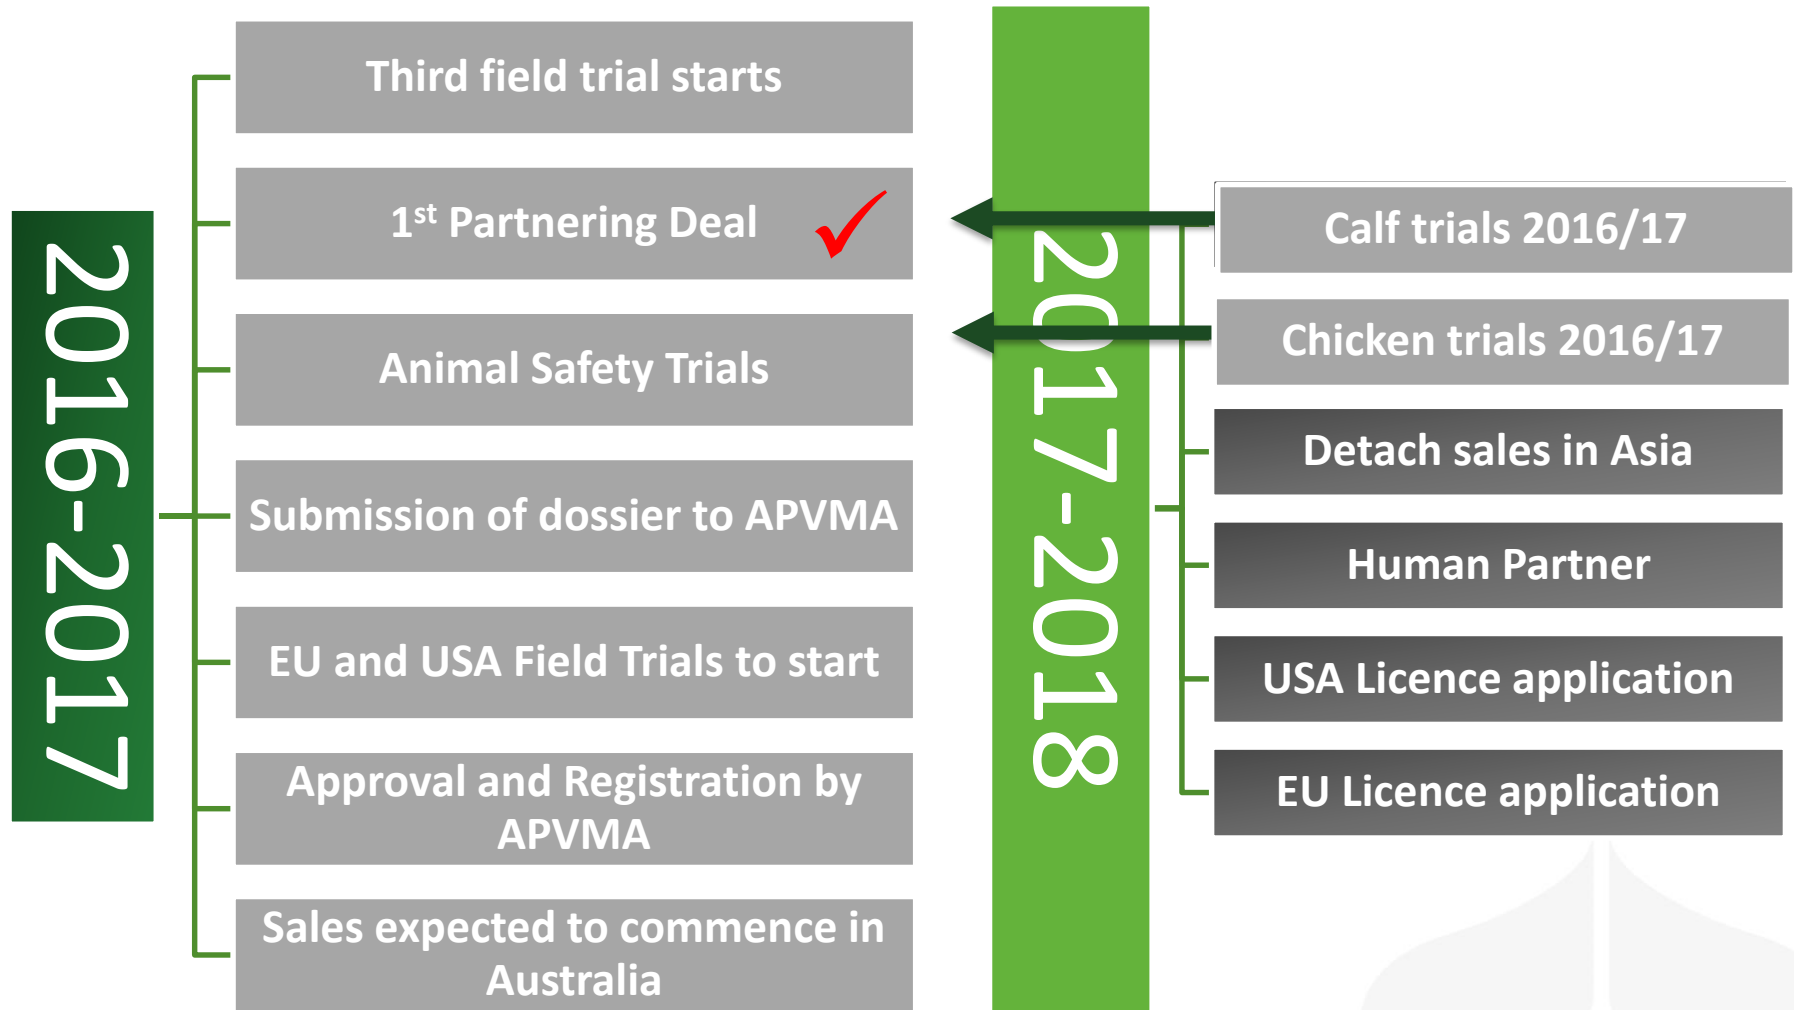 2016-2017
Third field trial starts
1st Partnering Deal
Animal Safety Trials
Submission of dossier to APVMA
EU and USA Field Trials to start
Approval and Registration by
APVMA
Sales expected to commence in
Australia
2017-2018
Calf trials 2016/17
Chicken trials 2016/17
Detach sales in Asia
Human Partner
USA Licence application
EU Licence application